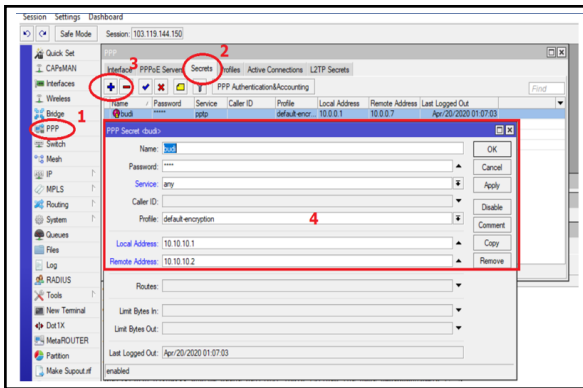 Session Settings Dashboard
Safe Mode Session: 103.119.144.150
2
Quick Set
CAPsMAN
Interfaces
Wireless
Bridge
PPP
Switch
Mesh
IP
MPLS
Routing
System
Queues
Files
Log
RADIUS
Tools
New Terminal
Dot1X
MetaROUTER
Partition
Make Supout.rif
1
PPP
3
Interface PPPoE Servers Secrets Profiles Active Connections L2TP Secrets
PPP Authentication&Accounting Find
Name / Password Service Caller ID Profile Local Address Remote Address Last Logged Out
budi ***** pptp default-encr... 10.0.0.1 10.0.0.7 Apr/20/2020 01:07:03
PPP Secret <budi>
Name: budi OK
Password: **** Cancel
Service: any Apply
Caller ID:
Disable
Profile: default-encryption 4
Comment
Local Address: 10.10.10.1 Copy
Remote Address: 10.10.10.2 Remove
Routes:
Limit Bytes In:
Limit Bytes Out:
Last Logged Out: Apr/20/2020 01:07:03
enabled